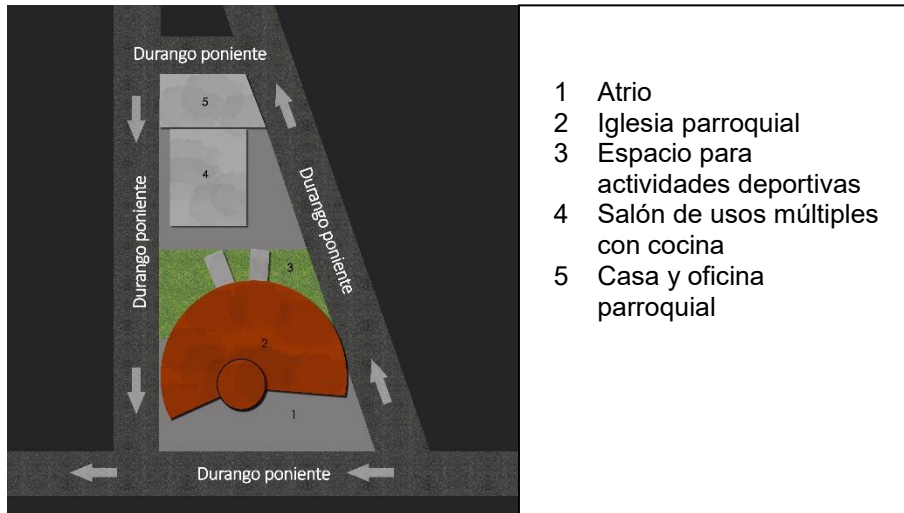 Durango poniente
5
4
Durango poniente
Durango poniente
3
2
1
Durango poniente
1 Atrio
2 Iglesia parroquial
3 Espacio para
actividades deportivas
4 Salón de usos múltiples
con cocina
5 Casa y oficina
parroquial